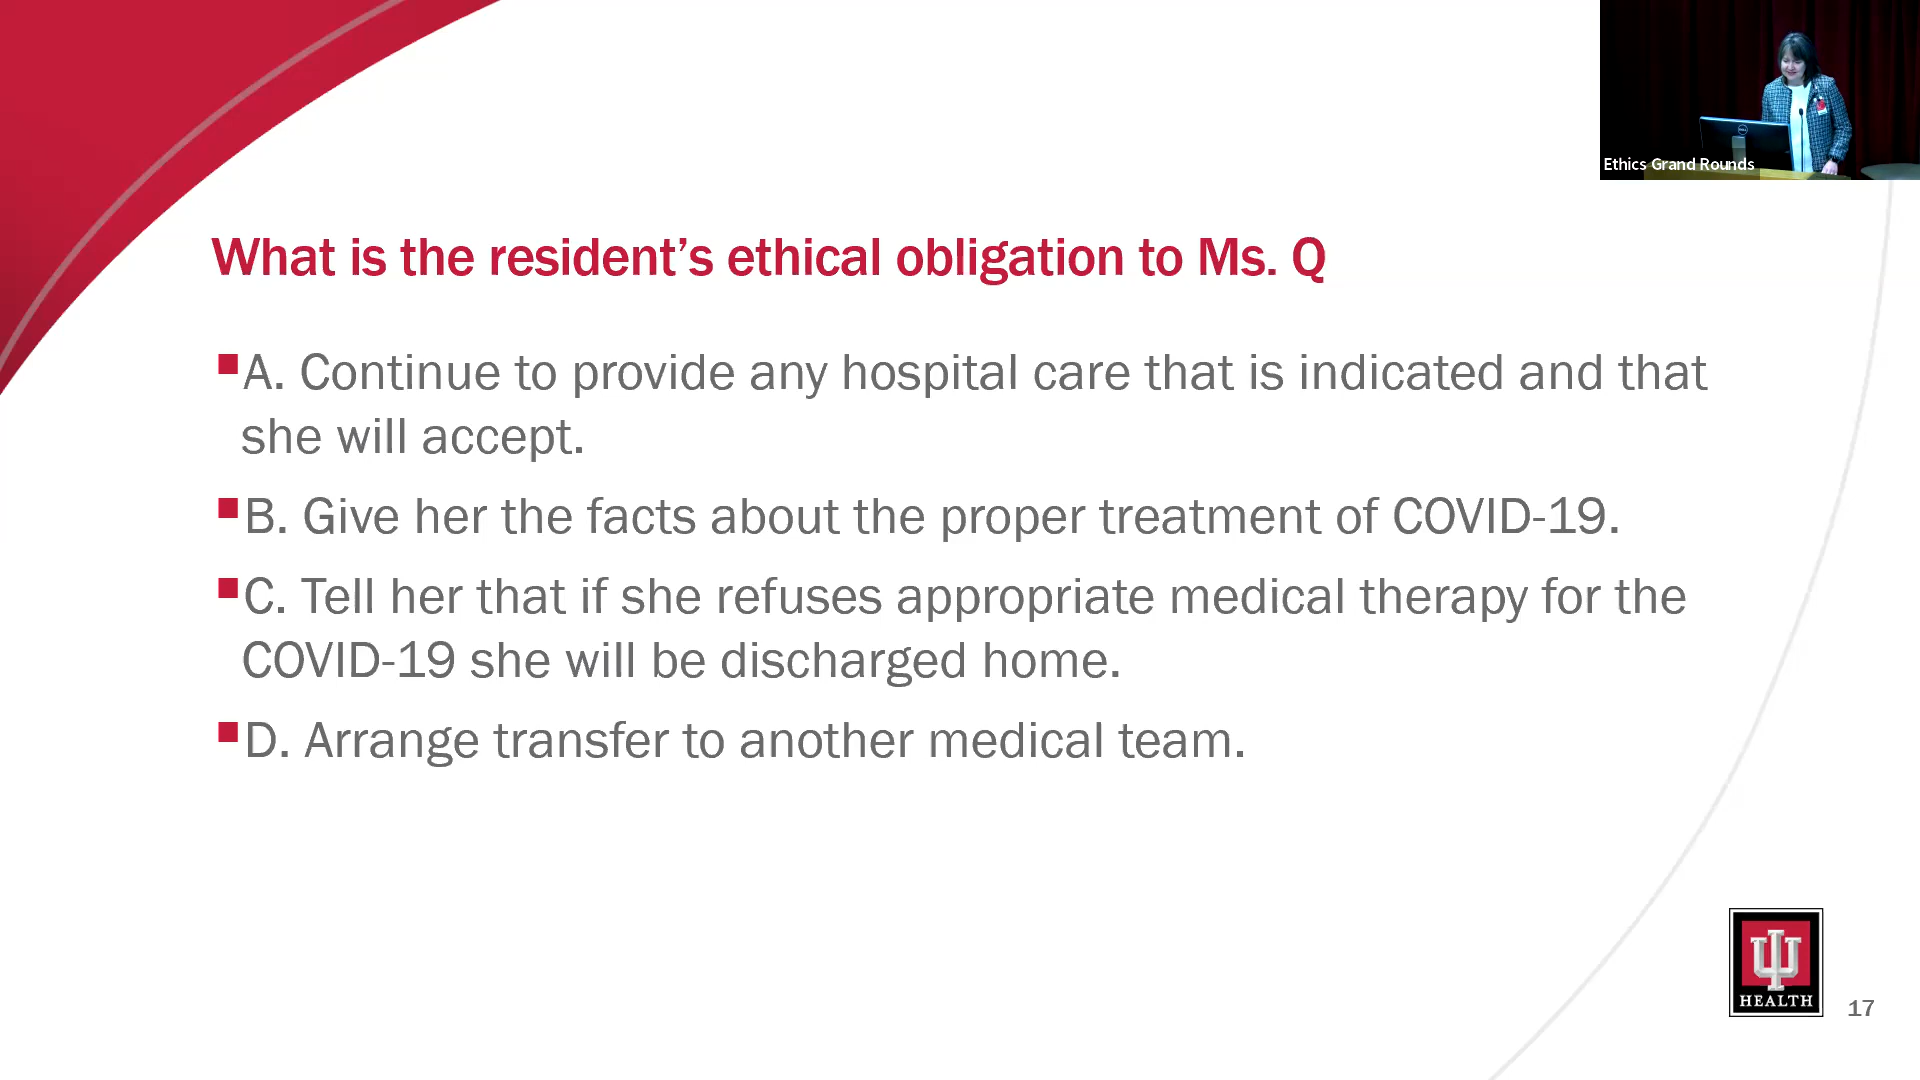 Ethics Grand Rounds
What is the resident’s ethical obligation to Ms. Q
A. Continue to provide any hospital care that is indicated and that
she will accept.
B. Give her the facts about the proper treatment of COVID-19.
C. Tell her that if she refuses appropriate medical therapy for the
COVID-19 she will be discharged home.
D. Arrange transfer to another medical team.
HEALTH
17